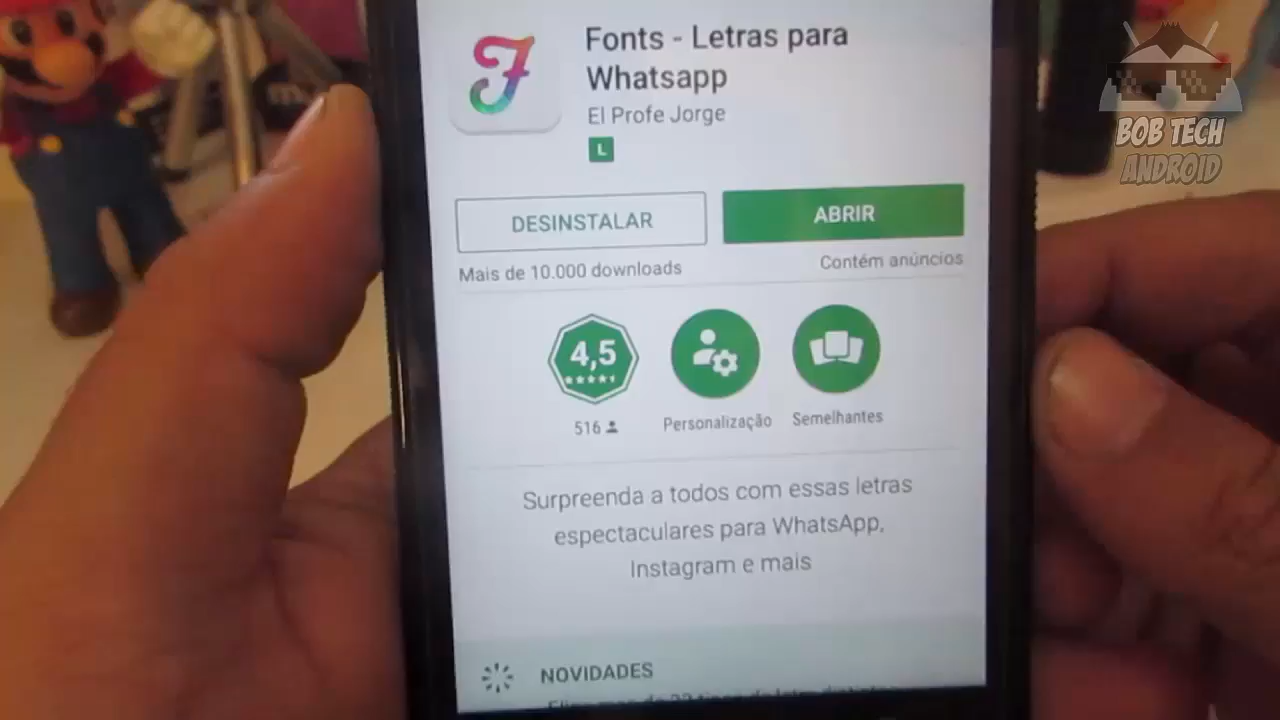 Fonts - Letras para
Whatsapp
El Profe Jorge
L
DESINSTALAR
ABRIR
Mais de 10.000 downloads
Contém anúncios
4,5
516
Personalização
Semelhantes
Surpreenda a todos com essas letras
espectaculares para WhatsApp,
Instagram e mais
NOVIDADES
BOB TECH
ANDROID